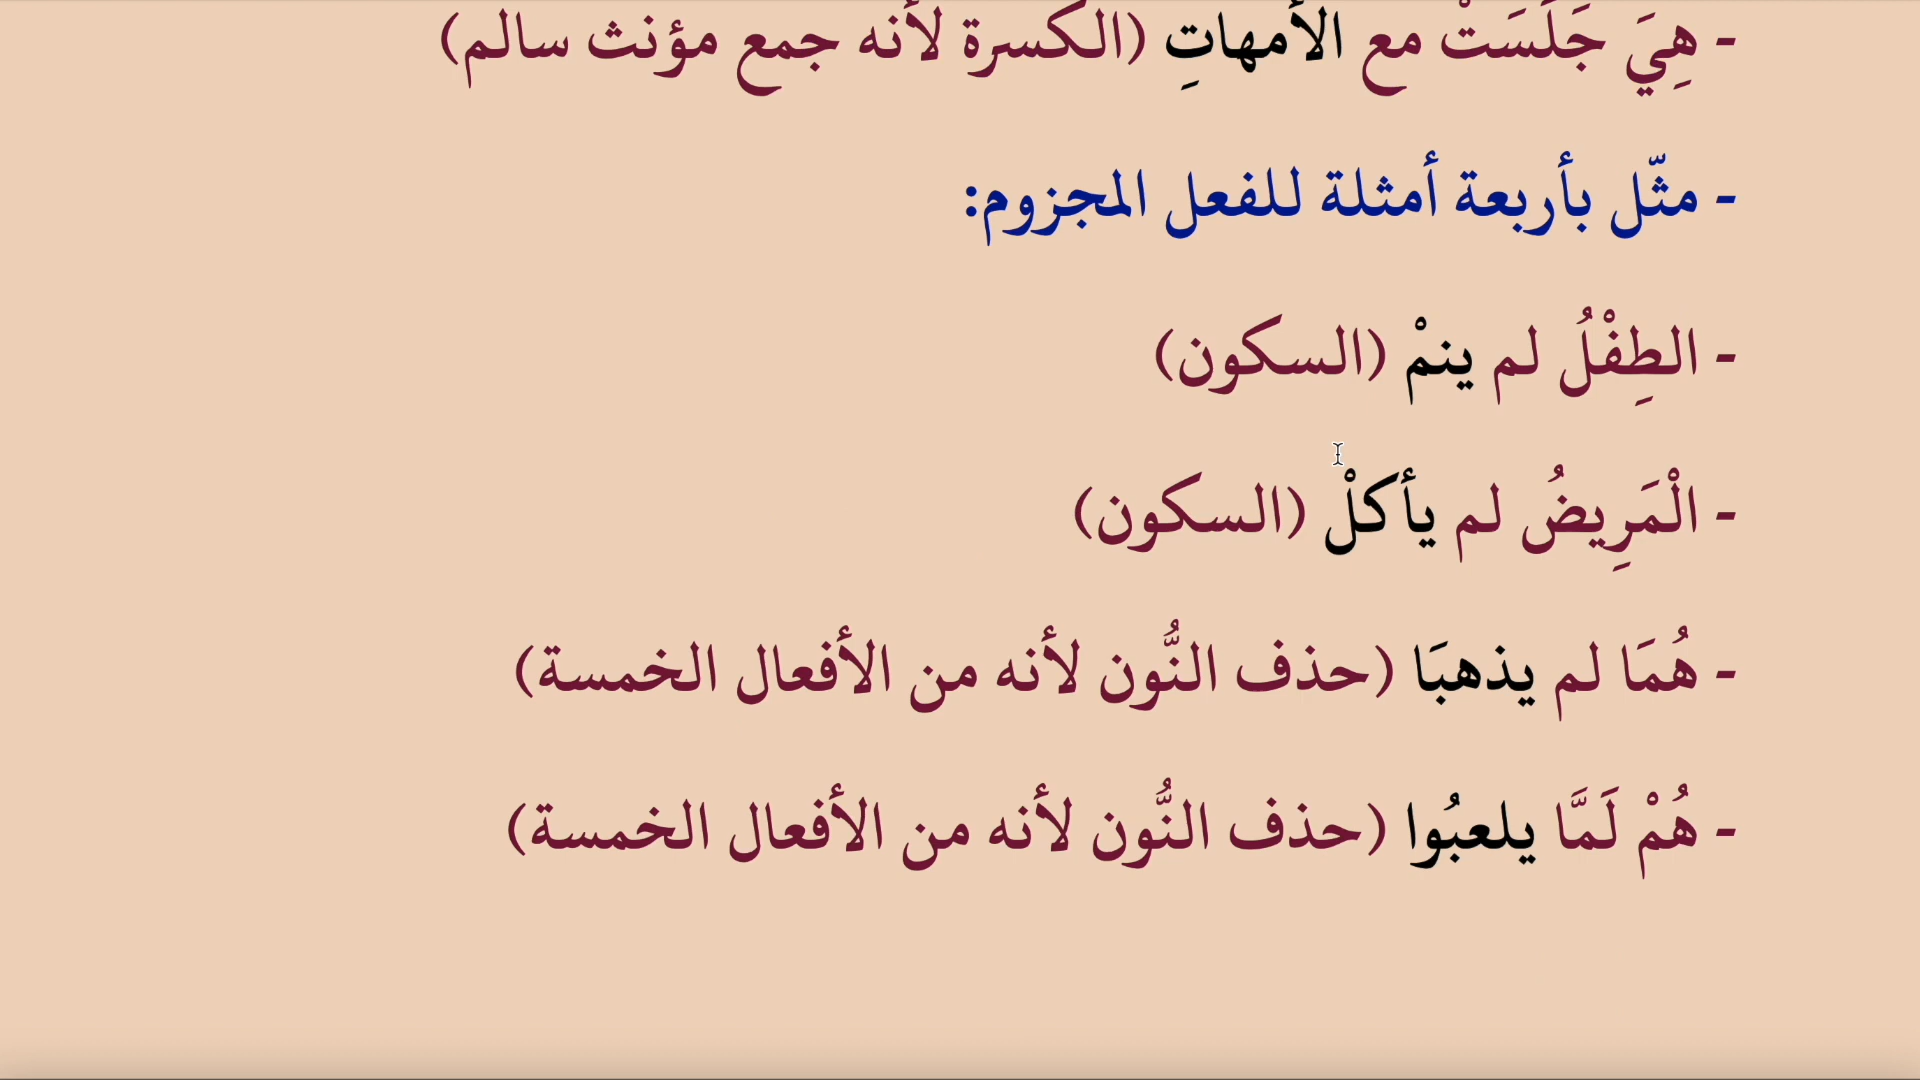 - هِيَ جَلَسَتْ مع الأمهاتِ (الكسرة لأنه جمع مؤنث سالم)
- مثّل بأربعة أمثلة للفعل المجزوم:
- الطِفْلُ لم ينمْ (السكون)
- الْمَرِيضُ لم يأكلْ (السكون)
- هُمَا لم يذهبَا (حذف النُّون لأنه من الأفعال الخمسة)
- هُمْ لَمَّا يلعبُوا (حذف النُّون لأنه من الأفعال الخمسة)